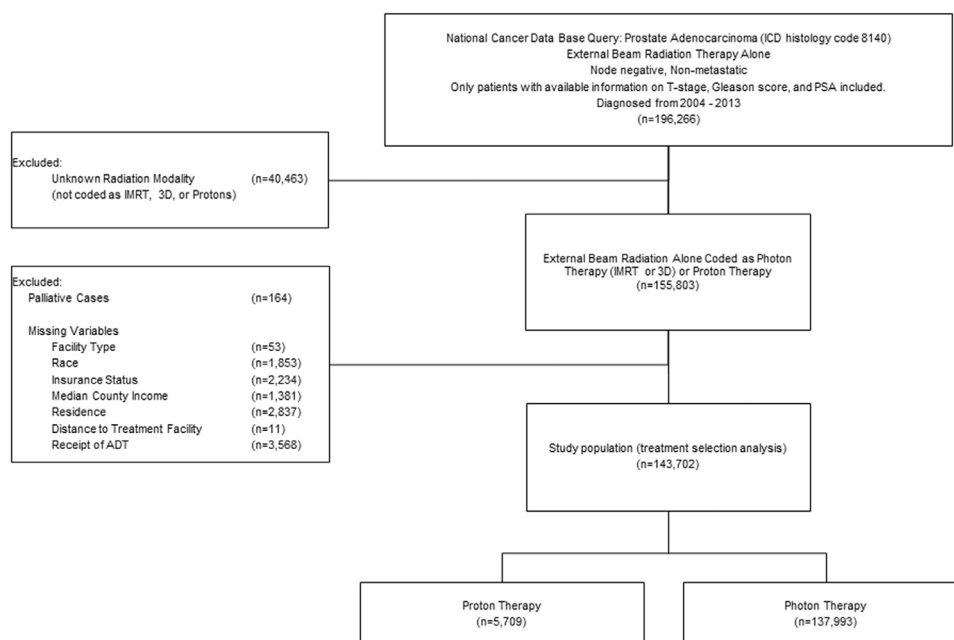 National Cancer Data Base Query: Prostate Adenocarcinoma (ICD histology code 8140)
External Beam Radiation Therapy Alone
Node negative, Non-metastatic
Only patients with available information on T-stage, Gleason score, and PSA included.
Diagnosed from 2004 - 2013
(n=196,266)
Excluded:
Unknown Radiation Modality (n=40,463)
(not coded as IMRT, 3D, or Protons)
External Beam Radiation Alone Coded as Photon
Therapy (IMRT or 3D) or Proton Therapy
(n=155,803)
Excluded:
Palliative Cases (n=164)
Missing Variables
Facility Type (n=53)
Race (n=1,853)
Insurance Status (n=2,234)
Median County Income (n=1,381)
Residence (n=2,837)
Distance to Treatment Facility (n=11)
Receipt of ADT (n=3,568)
Study population (treatment selection analysis)
(n=143,702)
Proton Therapy
(n=5,709)
Photon Therapy
(n=137,993)